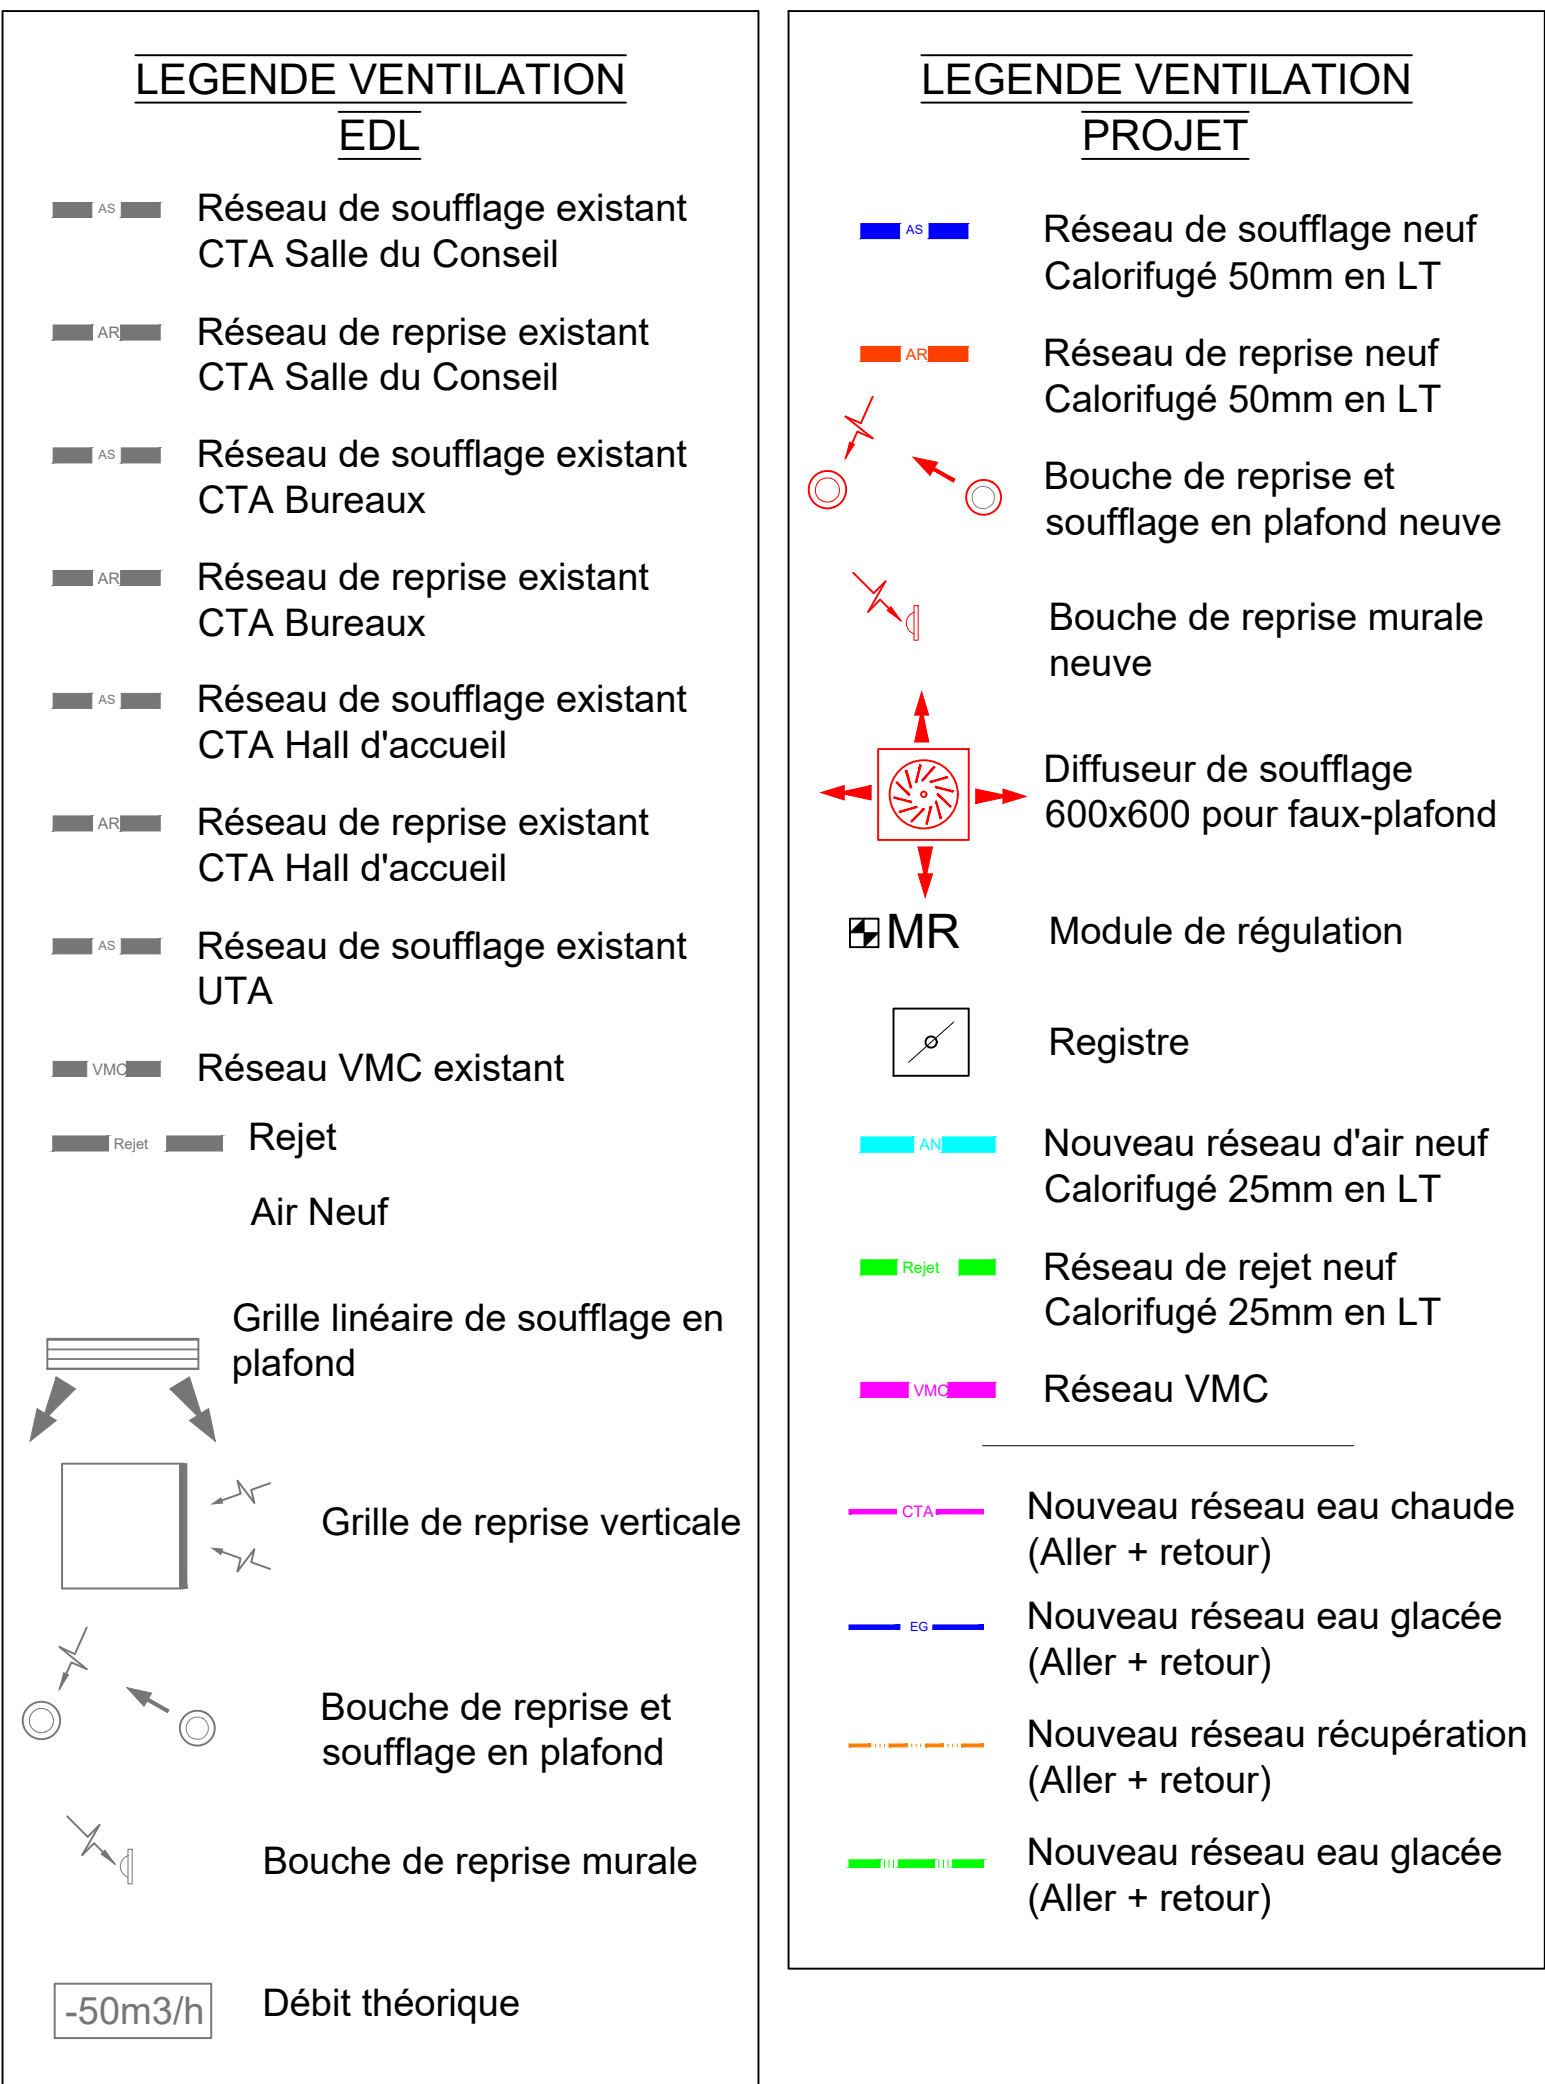 LEGENDE VENTILATION
EDL
AS
Réseau de soufflage existant
CTA Salle du Conseil
AR
Réseau de reprise existant
CTA Salle du Conseil
AS
Réseau de soufflage existant
CTA Bureaux
AR
Réseau de reprise existant
CTA Bureaux
AS
Réseau de soufflage existant
CTA Hall d'accueil
AR
Réseau de reprise existant
CTA Hall d'accueil
AS
Réseau de soufflage existant
UTA
VMC
Réseau VMC existant
Rejet
Rejet
Air Neuf
Grille linéaire de soufflage en
plafond
Grille de reprise verticale
Bouche de reprise et
soufflage en plafond
Bouche de reprise murale
-50m3/h
Débit théorique
LEGENDE VENTILATION
PROJET
AS
Réseau de soufflage neuf
Calorifugé 50mm en LT
AR
Réseau de reprise neuf
Calorifugé 50mm en LT
Bouche de reprise et
soufflage en plafond neuve
Bouche de reprise murale
neuve
Diffuseur de soufflage
600x600 pour faux-plafond
MR
Module de régulation
Registre
AN
Nouveau réseau d'air neuf
Calorifugé 25mm en LT
Rejet
Réseau de rejet neuf
Calorifugé 25mm en LT
VMC
Réseau VMC
CTA
Nouveau réseau eau chaude
(Aller + retour)
EG
Nouveau réseau eau glacée
(Aller + retour)
Nouveau réseau récupération
(Aller + retour)
Nouveau réseau eau glacée
(Aller + retour)